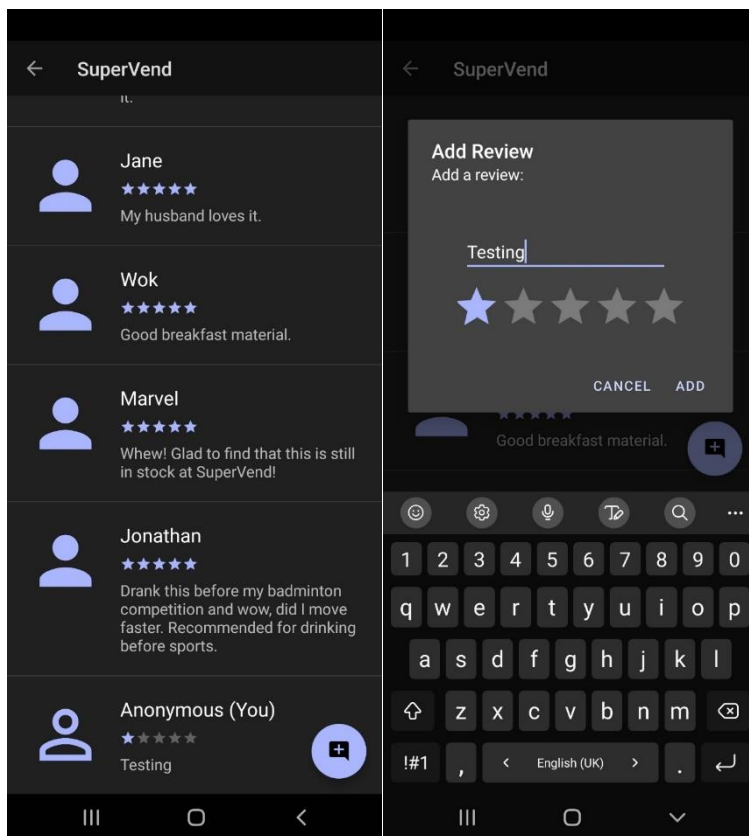 SuperVend
it.
Jane
My husband loves it.
Wok
Good breakfast material.
Marvel
Whew! Glad to find that this is still
in stock at SuperVend!
Jonathan
Drank this before my badminton
competition and wow, did I move
faster. Recommended for drinking
before sports.
Anonymous (You)
Testing
SuperVend
Add Review
Add a review:
Testing
CANCEL ADD
Good breakfast material.
1 2 3 4 5 6 7 8 9 0
q w e r t y u i o p
a s d f g h j k l
z x c v b n m
!#1 , < English (UK) > .